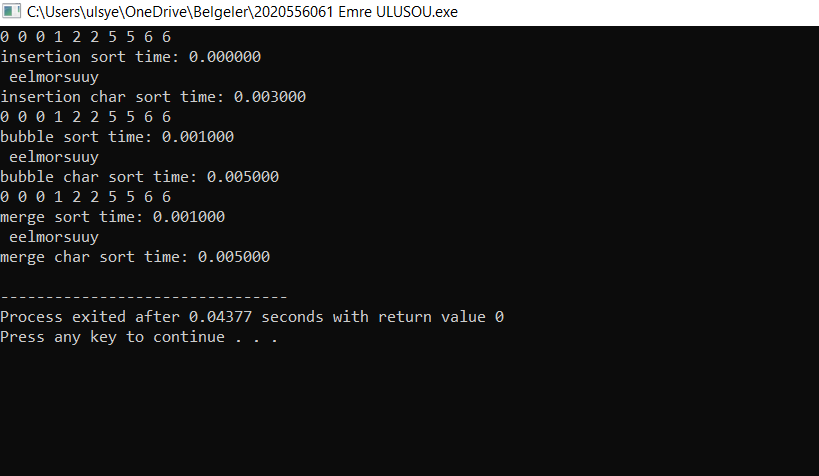 C:\Users\ulsye\OneDrive\Belgeler\2020556061 Emre ULUSOU.exe
0 0 0 1 2 2 5 5 6 6
insertion sort time: 0.000000
 eelmorsuuy
insertion char sort time: 0.003000
0 0 0 1 2 2 5 5 6 6
bubble sort time: 0.001000
 eelmorsuuy
bubble char sort time: 0.005000
0 0 0 1 2 2 5 5 6 6
merge sort time: 0.001000
 eelmorsuuy
merge char sort time: 0.005000
--------------------------------
Process exited after 0.04377 seconds with return value 0
Press any key to continue . . .